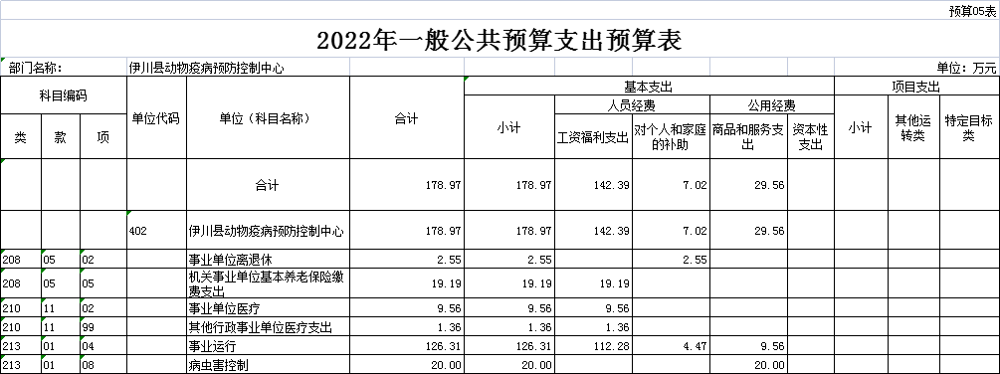 预算05表
2022年一般公共预算支出预算表
部门名称: 伊川县动物疫病预防控制中心 单位: 万元
科目编码 单位代码 单位（科目名称） 合计 基本支出 项目支出
小计 人员经费 公用经费 小计 其他运转类 特定目标类
类 款 项 工资福利支出 对个人和家庭的补助 商品和服务支出 资本性支出
合计 178.97 178.97 142.39 7.02 29.56
402 伊川县动物疫病预防控制中心 178.97 178.97 142.39 7.02 29.56
208 05 02 事业单位离退休 2.55 2.55 2.55
208 05 05 机关事业单位基本养老保险缴费支出 19.19 19.19 19.19
210 11 02 事业单位医疗 9.56 9.56 9.56
210 11 99 其他行政事业单位医疗支出 1.36 1.36 1.36
213 01 04 事业运行 126.31 126.31 112.28 4.47 9.56
213 01 08 病虫害控制 20.00 20.00 20.00